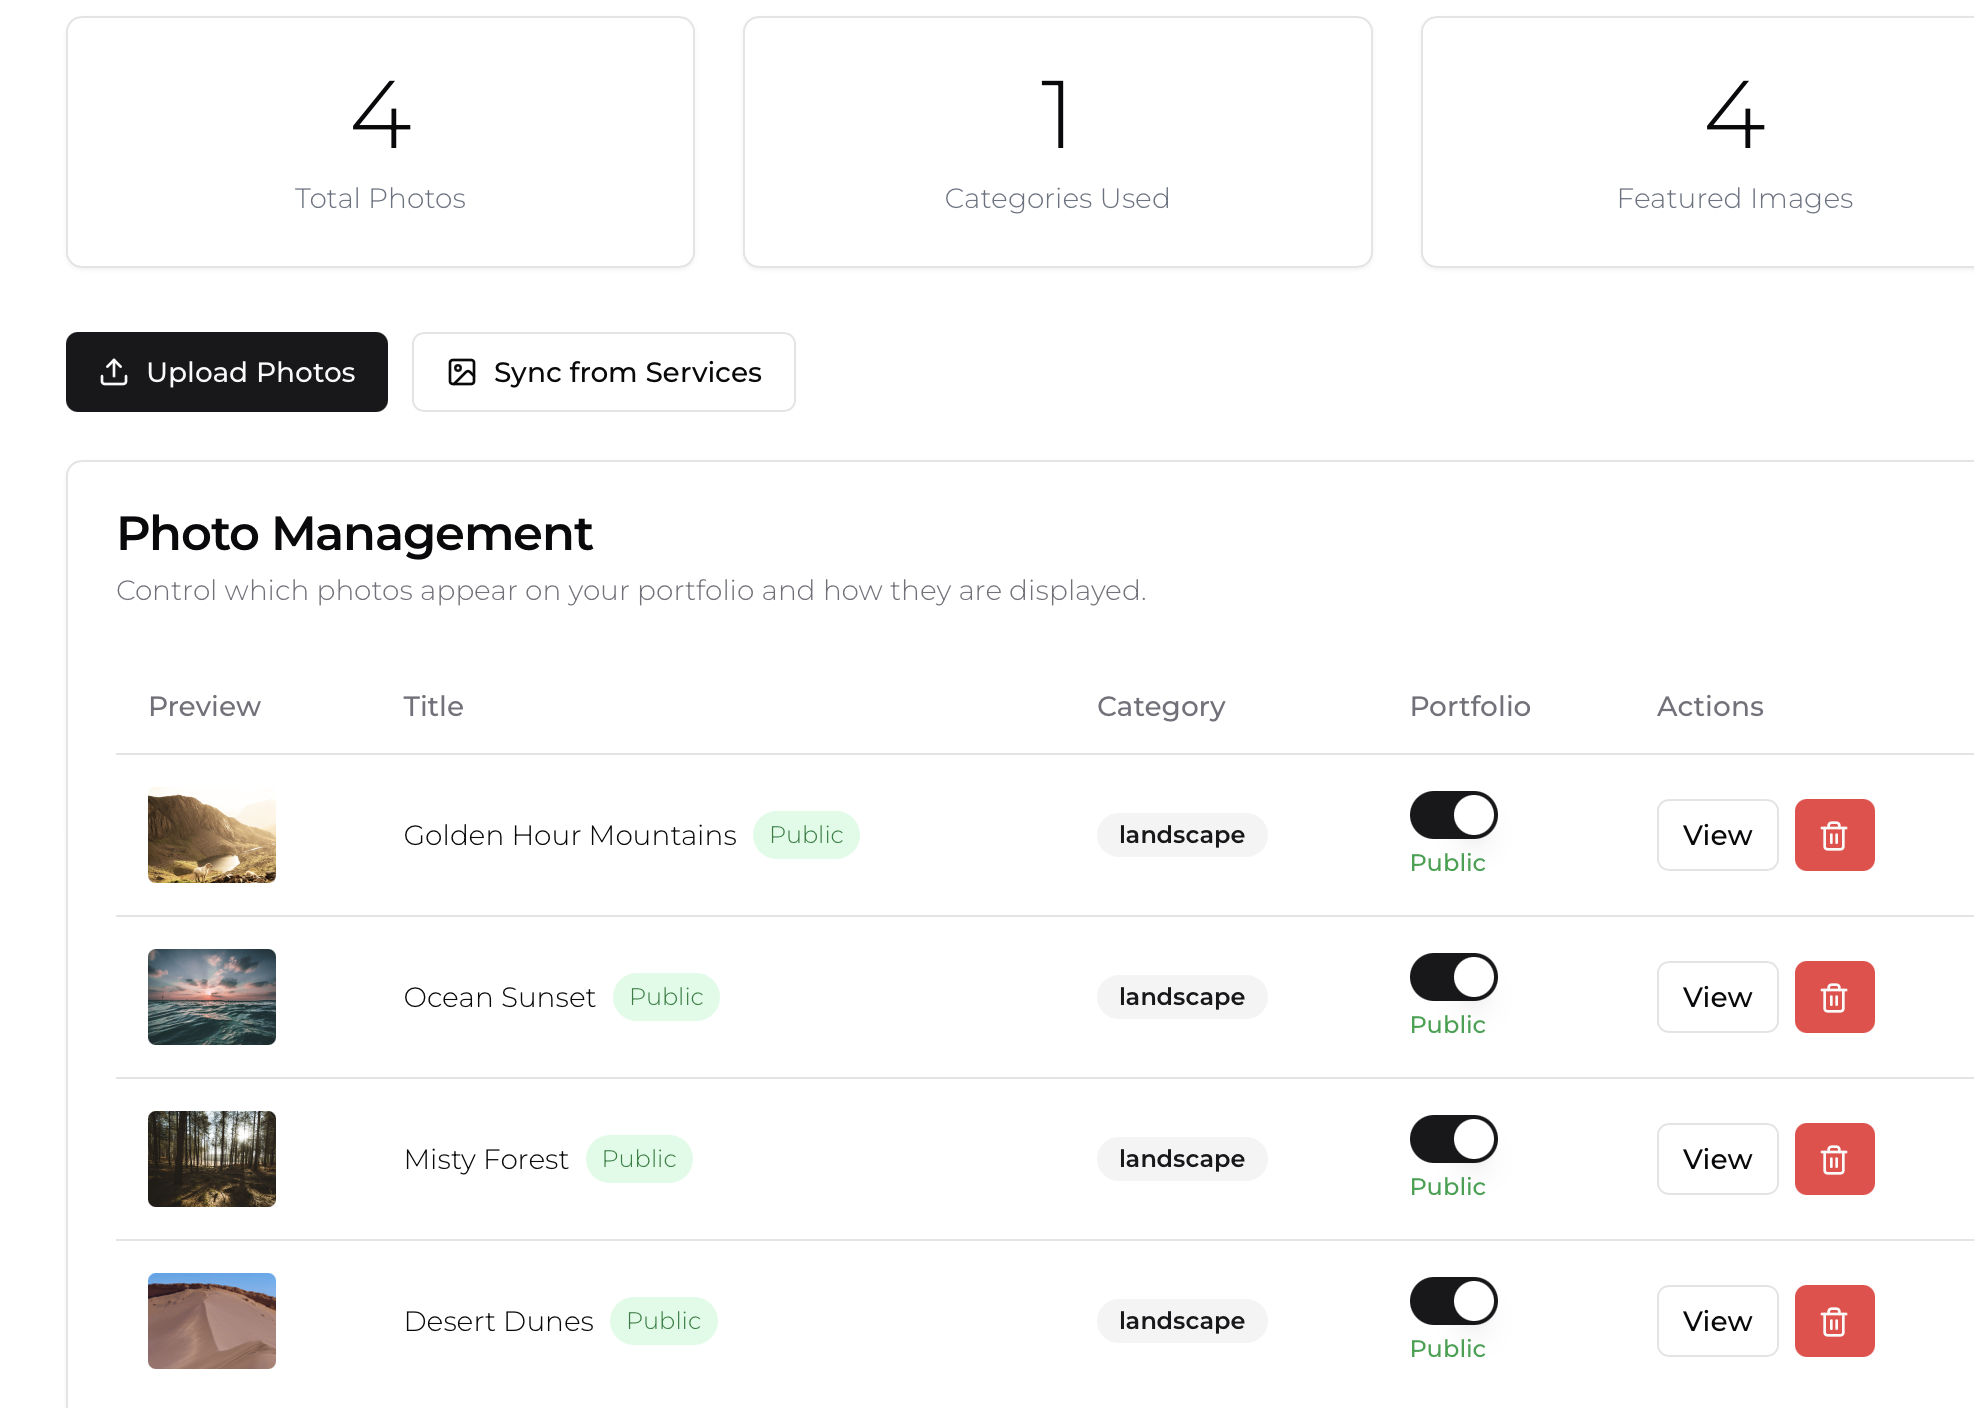 4
Total Photos
1
Categories Used
4
Featured Images
Upload Photos
Sync from Services
Photo Management
Control which photos appear on your portfolio and how they are displayed.
Preview Title Category Portfolio Actions
Golden Hour Mountains Public landscape Public View
Ocean Sunset Public landscape Public View
Misty Forest Public landscape Public View
Desert Dunes Public landscape Public View